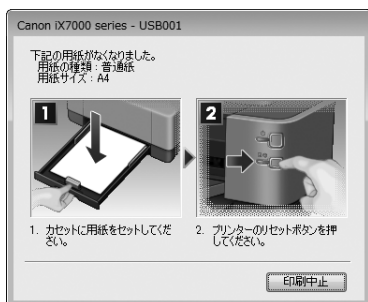 Canon iX7000 series - USB001
下記の用紙がなくなりました。
用紙の種類：普通紙
用紙サイズ：A4
1
2
1. カセットに用紙をセットしてくだ
さい。
2. プリンターのリセットボタンを押
してください。
印刷中止